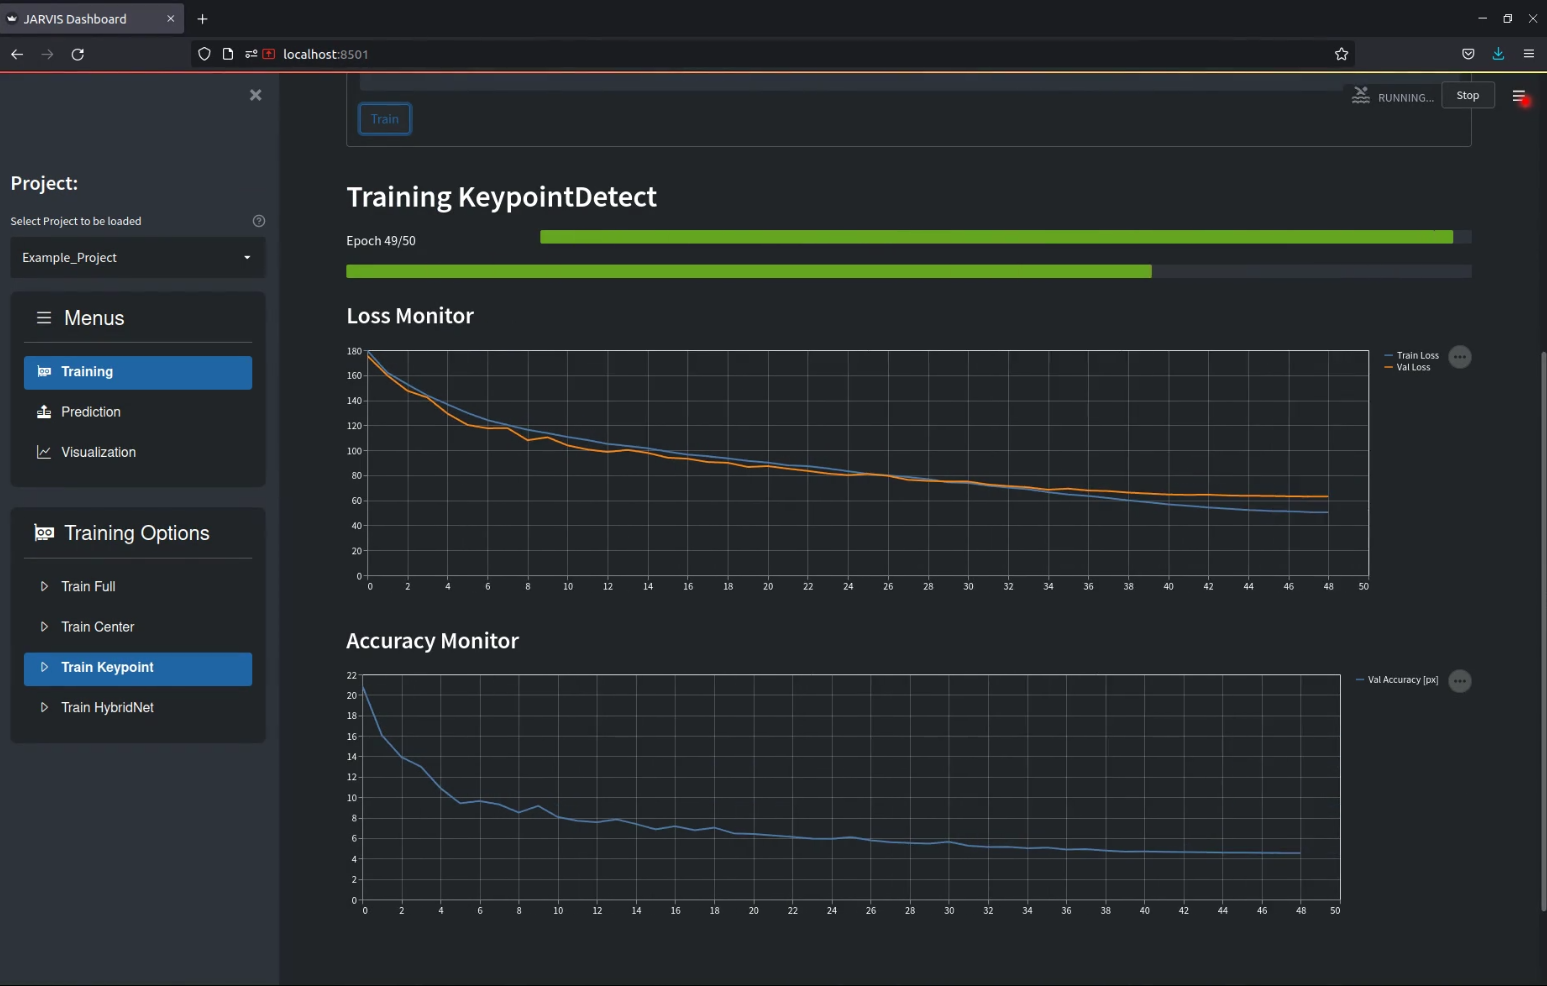 JARVIS Dashboard
localhost:8501
RUNNING...
Stop
Train
Project:
Select Project to be loaded
Example_Project
Menus
Training
Prediction
Visualization
Training Options
Train Full
Train Center
Train Keypoint
Train HybridNet
Training KeypointDetect
Epoch 49/50
Loss Monitor
180
160
140
120
100
80
60
40
20
0
0 2 4 6 8 10 12 14 16 18 20 22 24 26 28 30 32 34 36 38 40 42 44 46 48 50
Train Loss
Val Loss
Accuracy Monitor
22
20
18
16
14
12
10
8
6
4
2
0
0 2 4 6 8 10 12 14 16 18 20 22 24 26 28 30 32 34 36 38 40 42 44 46 48 50
Val Accuracy [px]